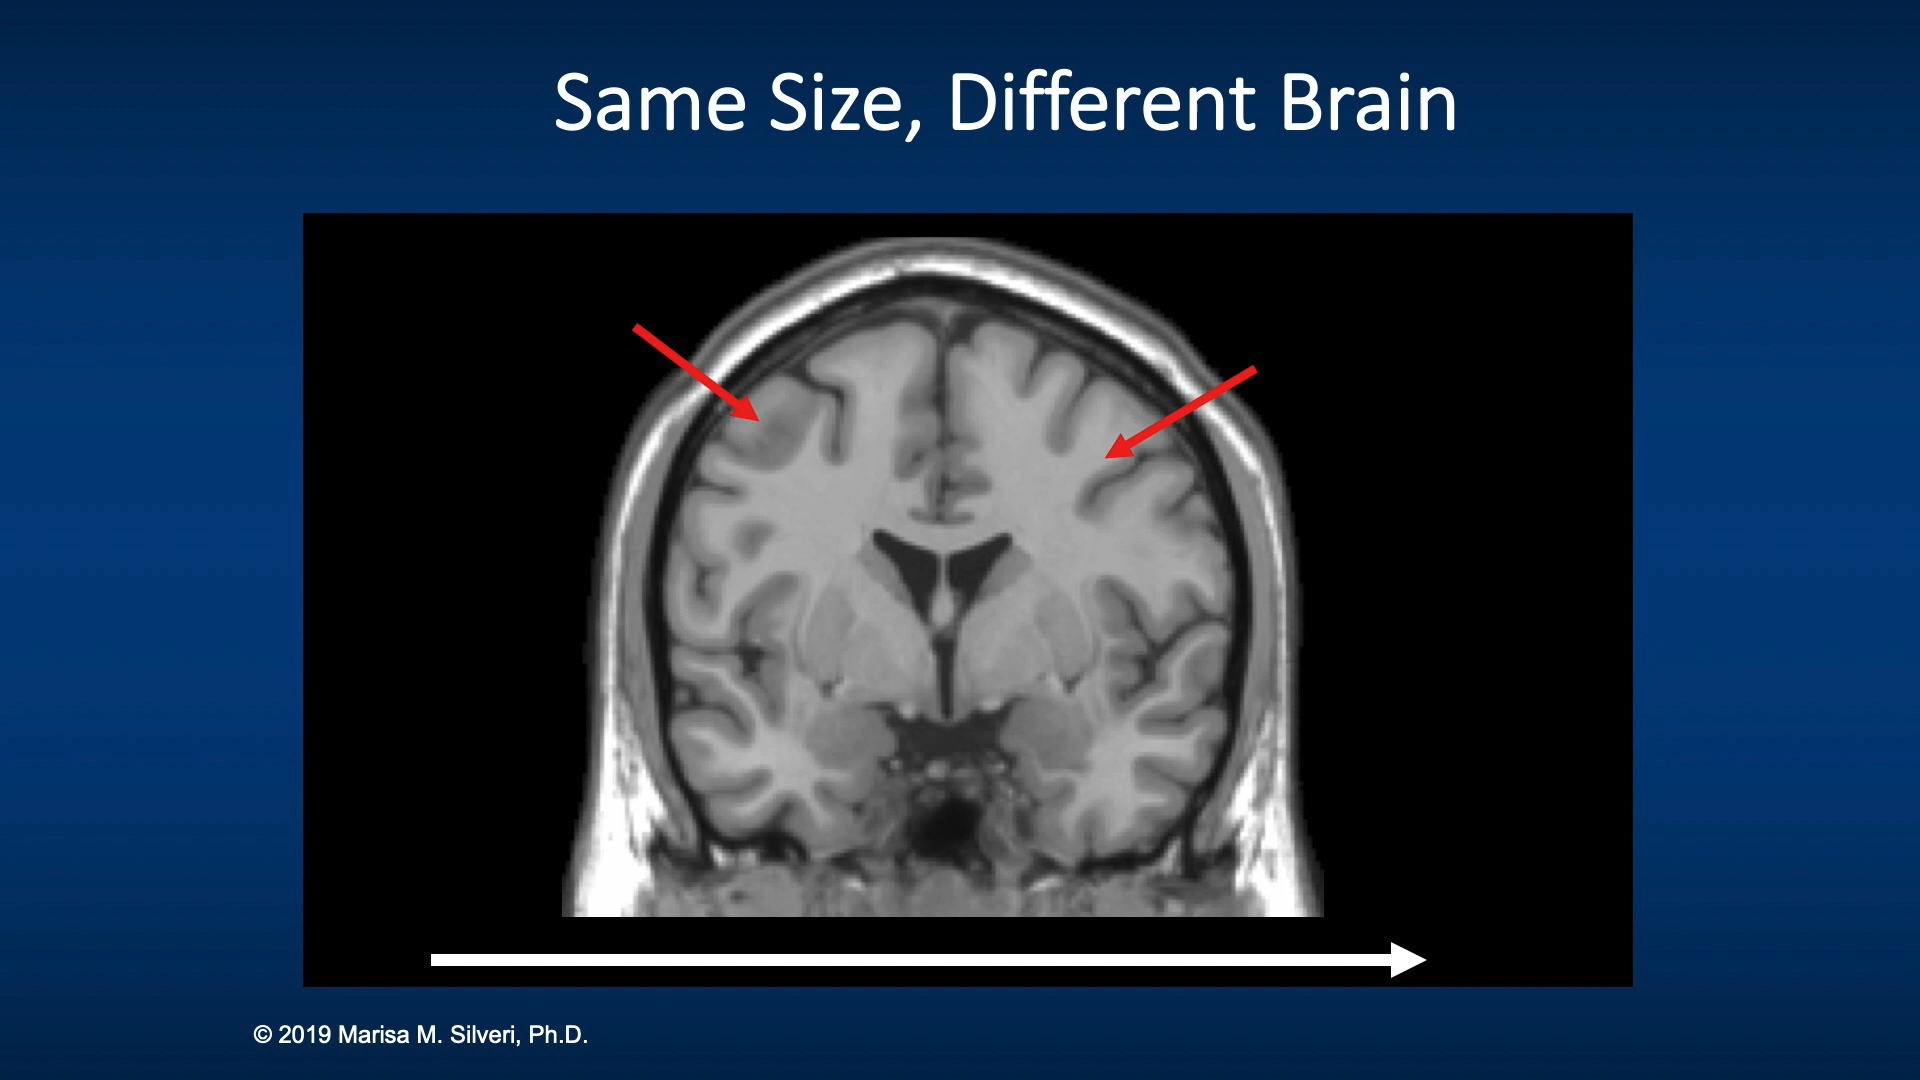 Same Size, Different Brain
© 2019 Marisa M. Silveri, Ph.D.